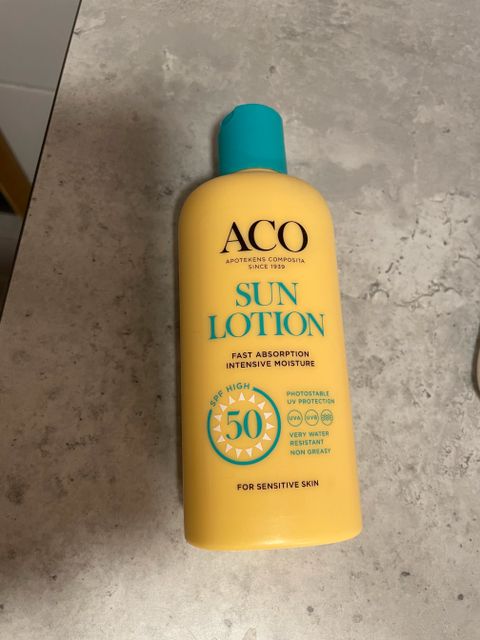 ACO
APOTEKENS COMPOSITA
SINCE 1939
SUN
LOTION
FAST ABSORPTION
INTENSIVE MOISTURE
SPF HIGH
50
PHOTOSTABLE
UV PROTECTION
UVA UVB
VERY WATER
RESISTANT
NON GREASY
FOR SENSITIVE SKIN